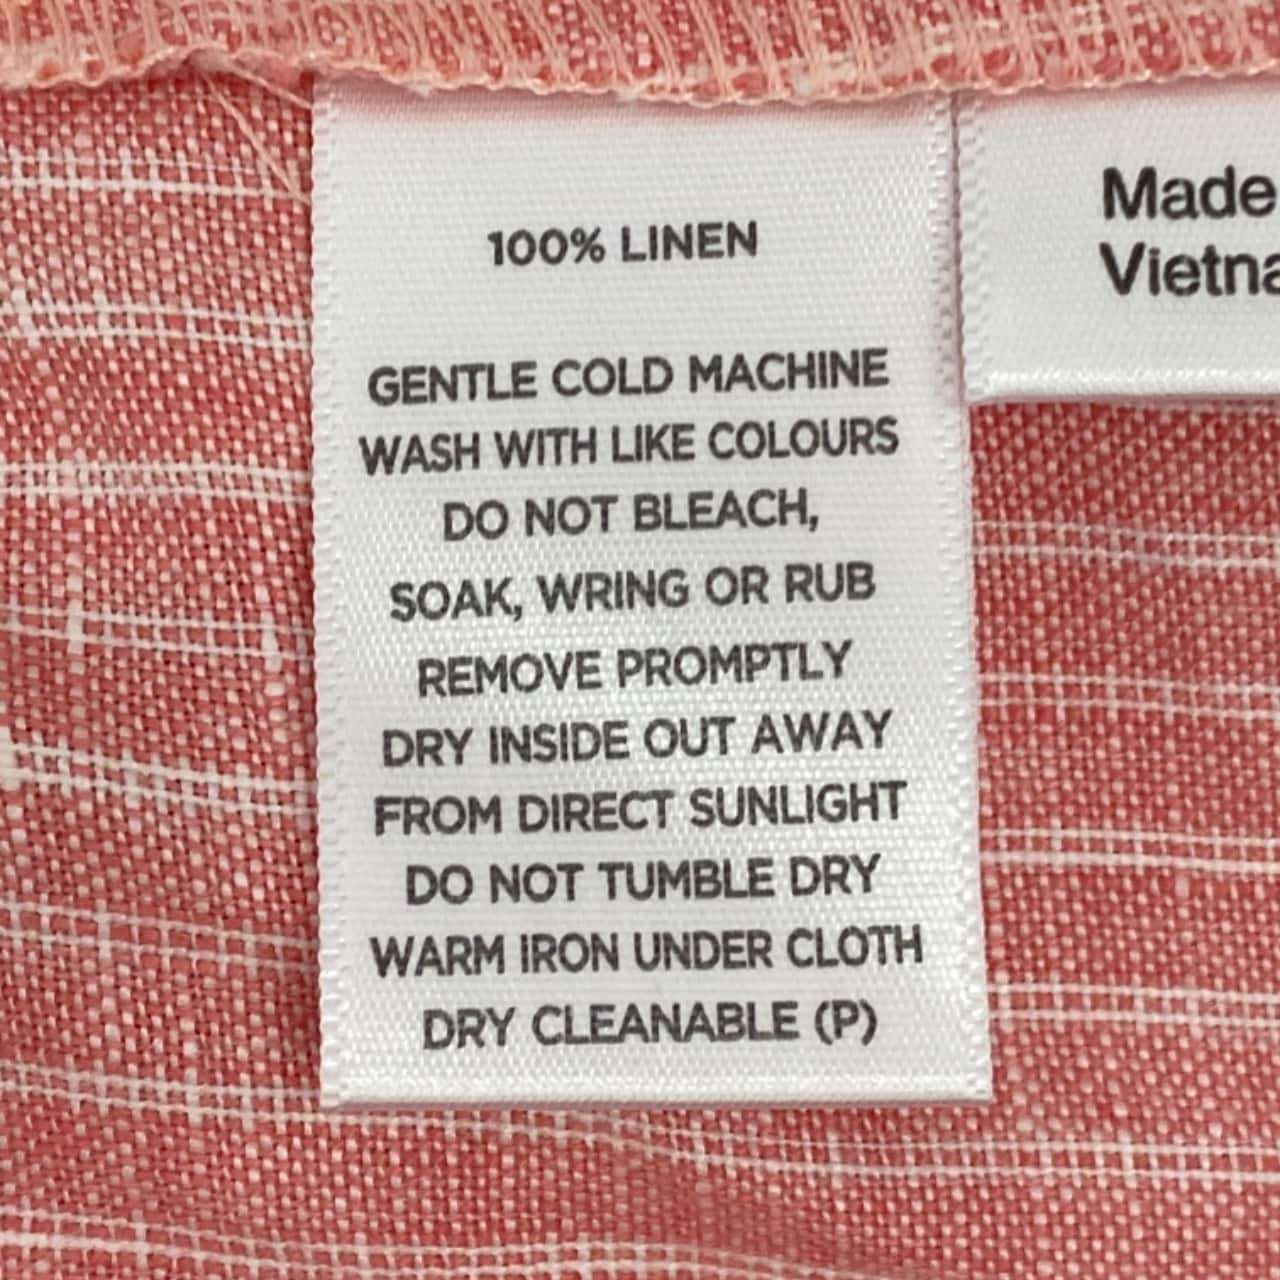 100% LINEN
GENTLE COLD MACHINE
WASH WITH LIKE COLOURS
DO NOT BLEACH,
SOAK, WRING OR RUB
REMOVE PROMPTLY
DRY INSIDE OUT AWAY
FROM DIRECT SUNLIGHT
DO NOT TUMBLE DRY
WARM IRON UNDER CLOTH
DRY CLEANABLE (P)
Made
Vietna